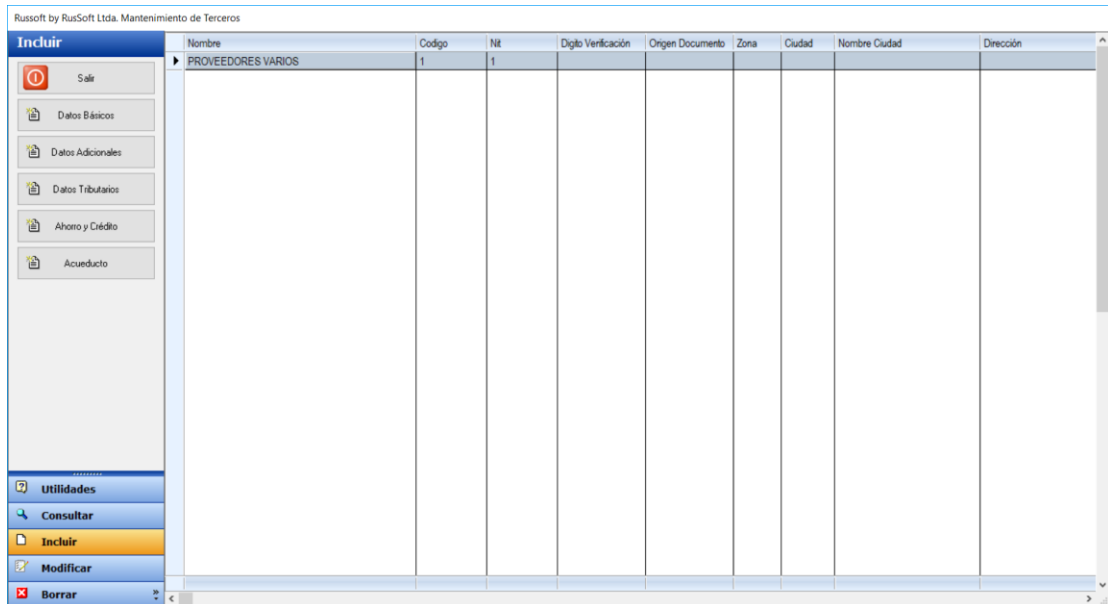 Russoft by RusSoft Ltda. Mantenimiento de Terceros
Incluir
Salir
Datos Básicos
Datos Adicionales
Datos Tributarios
Ahorro y Crédito
Acueducto
Utilidades
Consultar
Incluir
Modificar
Borrar
Nombre Codigo Nit Digito Verificación Origen Documento Zona Ciudad Nombre Ciudad Dirección
PROVEEDORES VARIOS 1 1